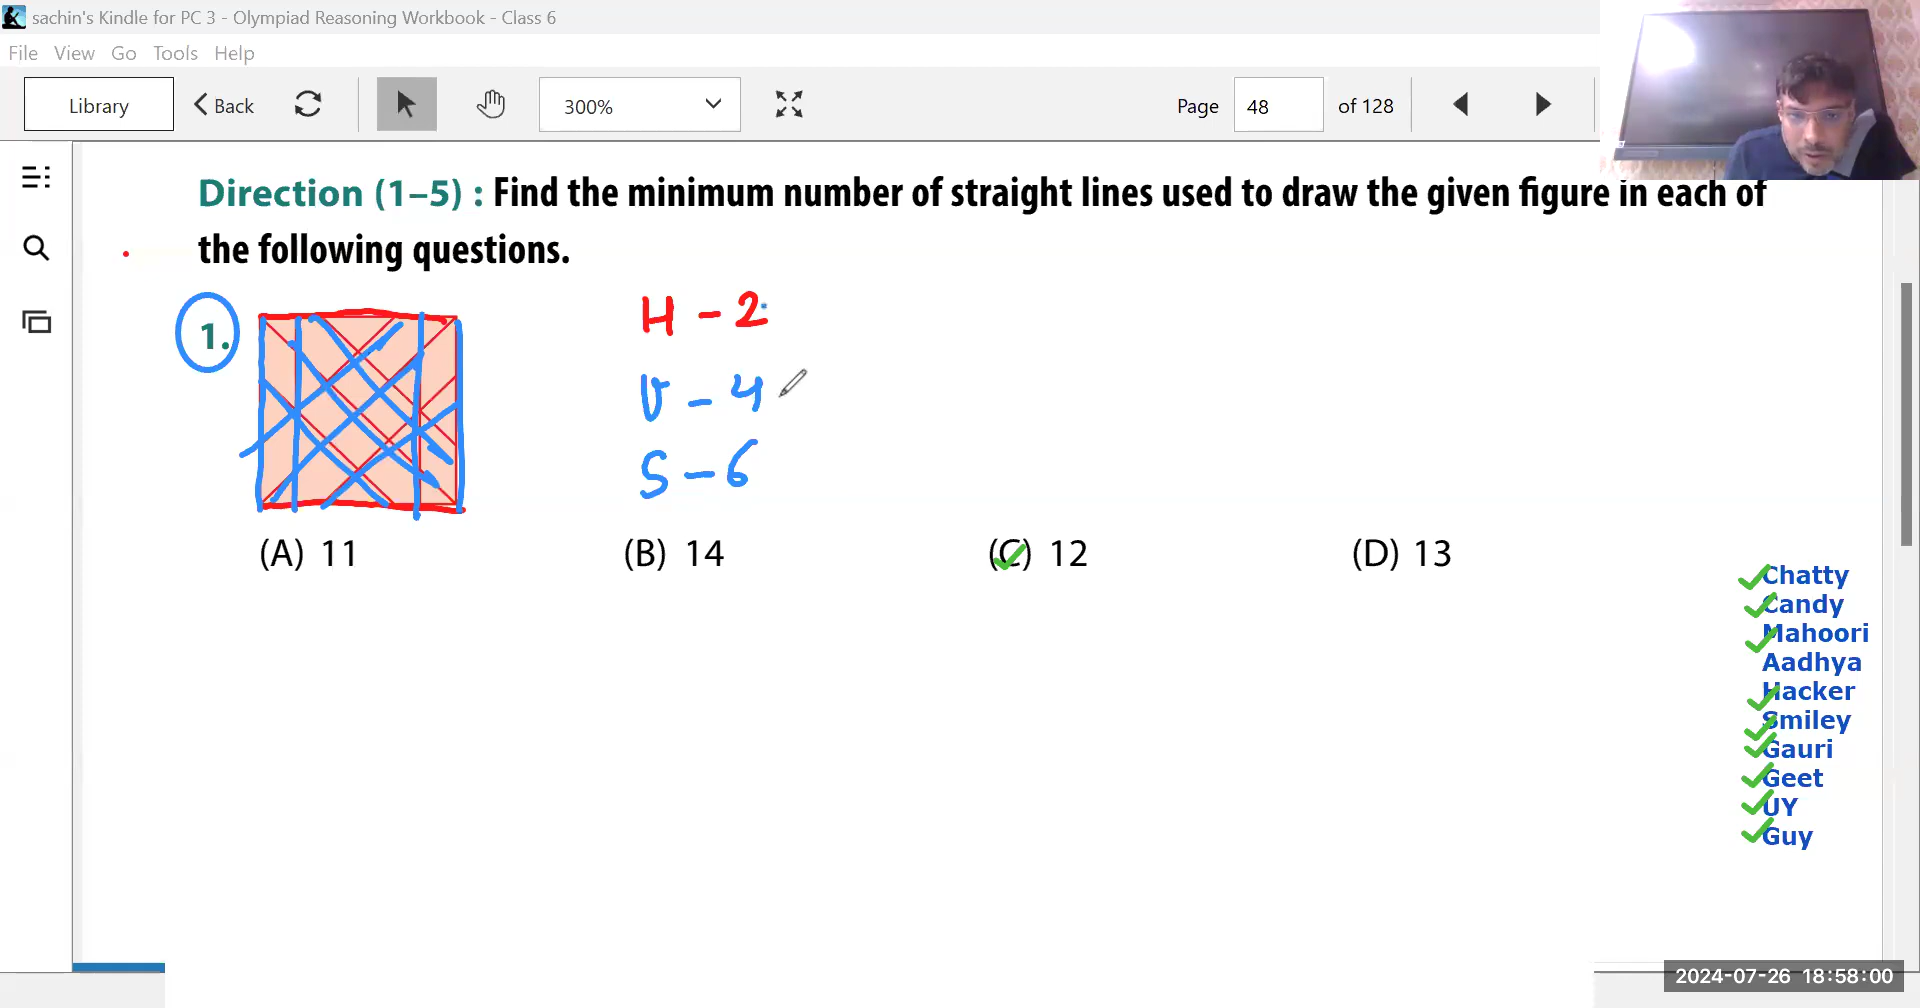 sachin's Kindle for PC 3 - Olympiad Reasoning Workbook - Class 6
File View Go Tools Help
Library Back 300% Page 48 of 128
Direction (1–5) : Find the minimum number of straight lines used to draw the given figure in each of
the following questions.
1.
H - 2
V - 4
S - 6
(A) 11 (B) 14 (C) 12 (D) 13
Chatty
Candy
Mahoori
Aadhya
Hacker
Smiley
Gauri
Geet
UY
Guy
2024-07-26 18:58:00